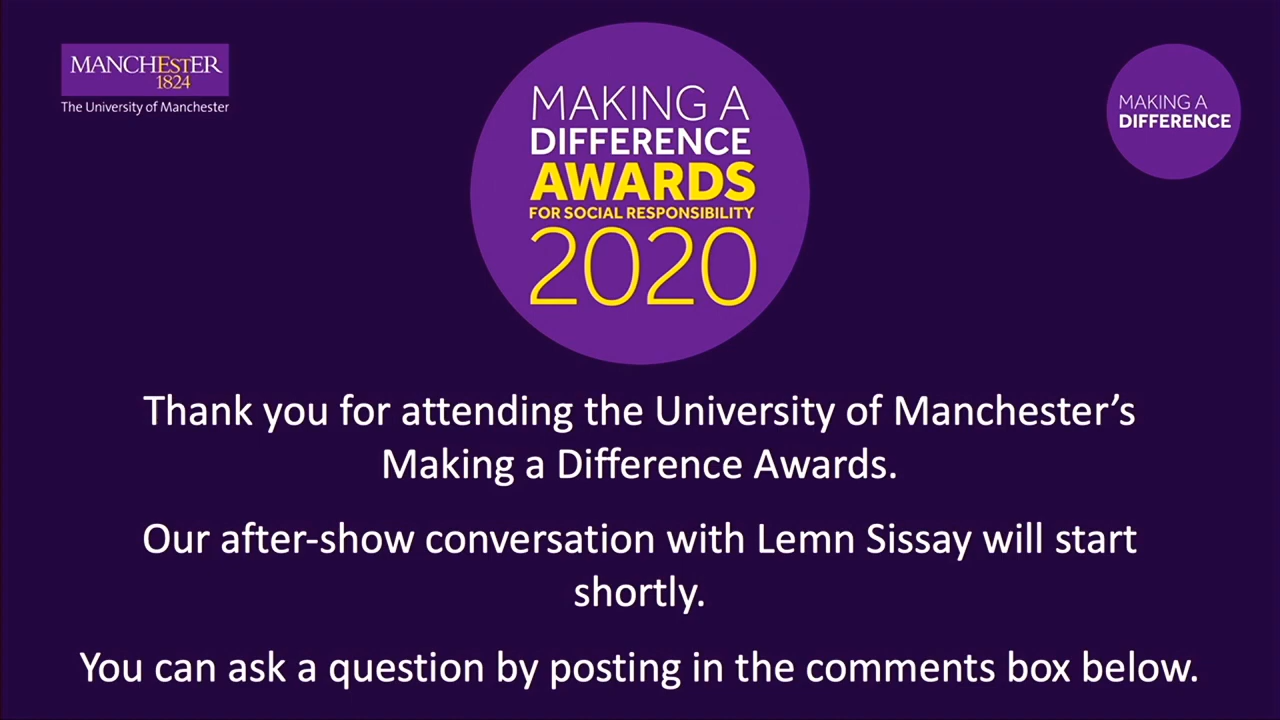 MANCHESTER
1824
The University of Manchester
MAKING A
DIFFERENCE
AWARDS
FOR SOCIAL RESPONSIBILITY
2020
MAKING A
DIFFERENCE
Thank you for attending the University of Manchester’s
Making a Difference Awards.
Our after-show conversation with Lemn Sissay will start
shortly.
You can ask a question by posting in the comments box below.